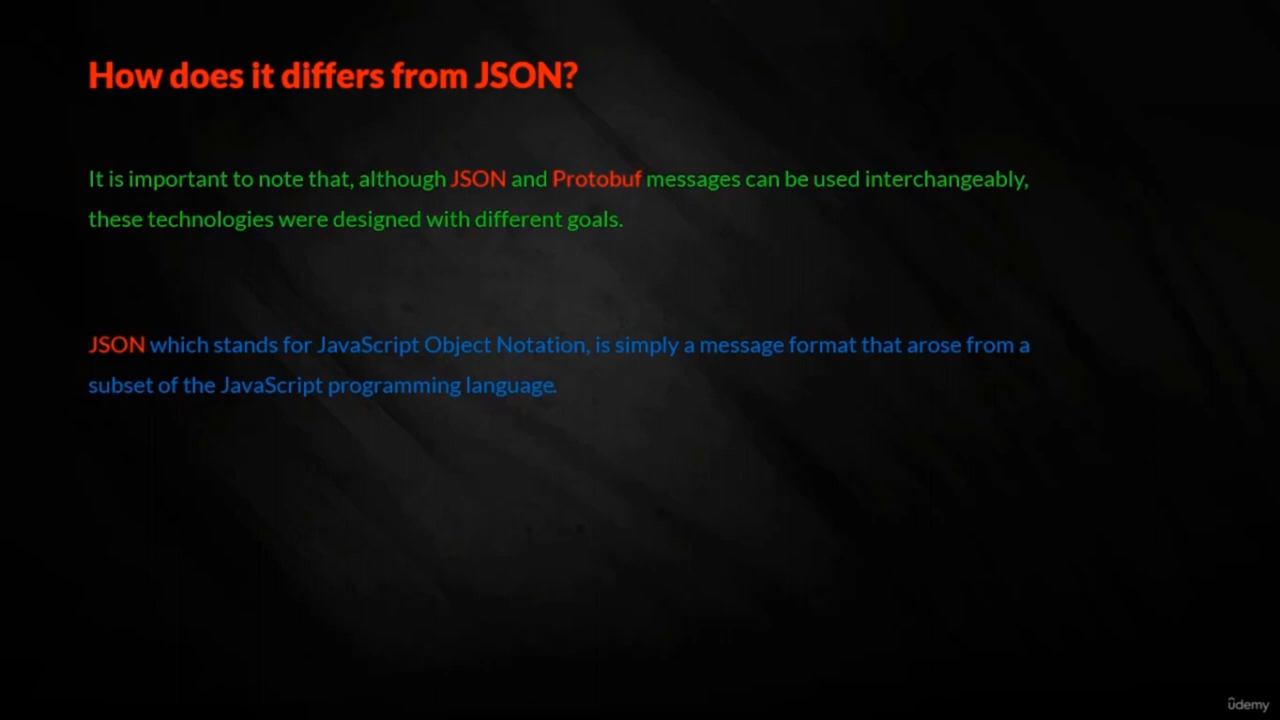 How does it differs from JSON?
It is important to note that, although JSON and Protobuf messages can be used interchangeably,
these technologies were designed with different goals.
JSON which stands for JavaScript Object Notation, is simply a message format that arose from a
subset of the JavaScript programming language.
ûdemy